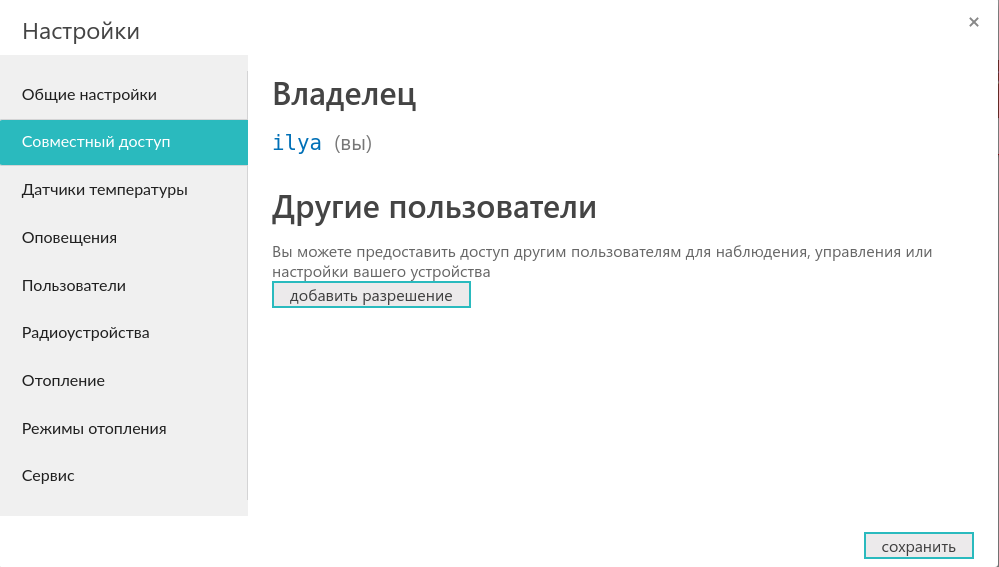 Настройки
×
Общие настройки
Совместный доступ
Датчики температуры
Оповещения
Пользователи
Радиоустройства
Отопление
Режимы отопления
Сервис
Владелец
ilya (вы)
Другие пользователи
Вы можете предоставить доступ другим пользователям для наблюдения, управления или
настройки вашего устройства
добавить разрешение
сохранить